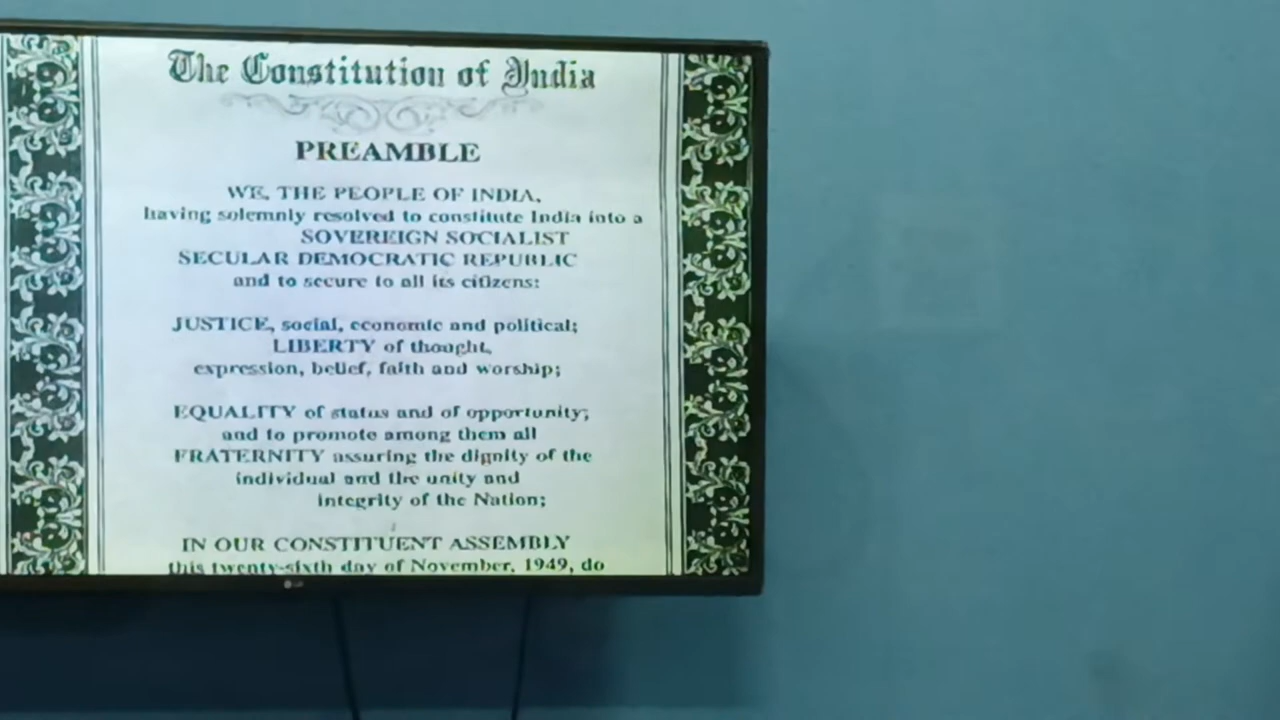 The Constitution of India
PREAMBLE
WE, THE PEOPLE OF INDIA,
having solemnly resolved to constitute India into a
SOVEREIGN SOCIALIST
SECULAR DEMOCRATIC REPUBLIC
and to secure to all its citizens:
JUSTICE, social, economic and political;
LIBERTY of thought,
expression, belief, faith and worship;
EQUALITY of status and of opportunity;
and to promote among them all
FRATERNITY assuring the dignity of the
individual and the unity and
integrity of the Nation;
IN OUR CONSTITUENT ASSEMBLY
this twenty-sixth day of November, 1949, do
LG